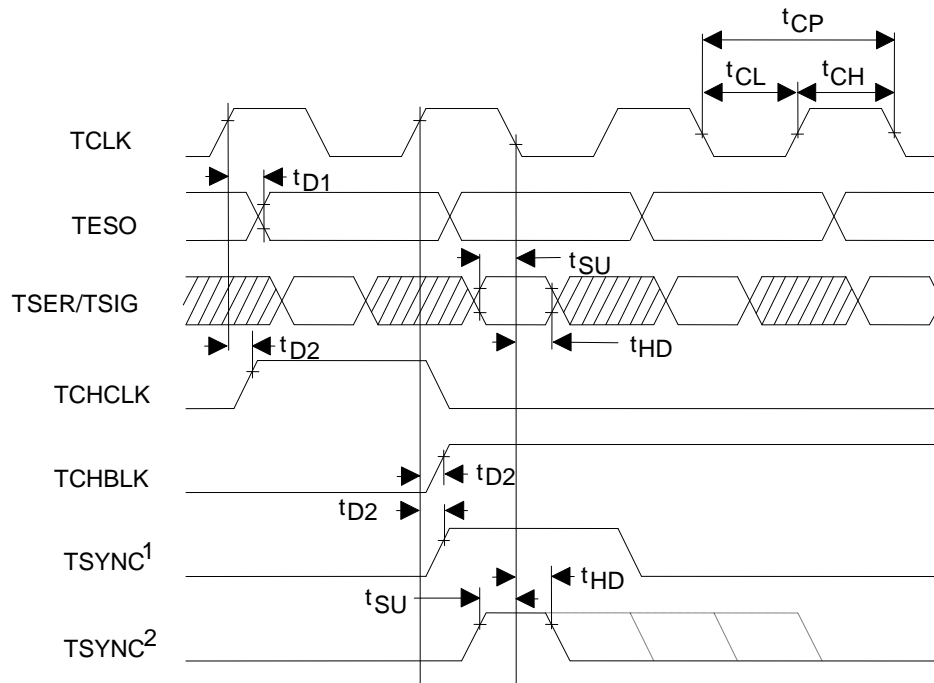 tCP
tCL tCH
TCLK
tD1
TESO
tSU
TSER/TSIG
tD2 tHD
TCHCLK
TCHBLK tD2
tD2
TSYNC1
tSU tHD
TSYNC2